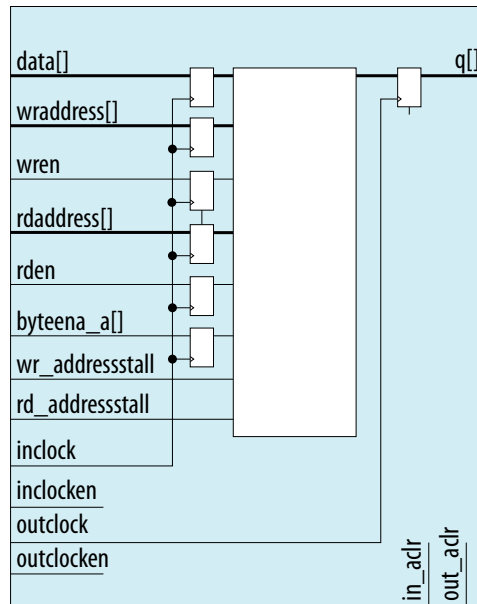 data[]
q[]
wraddress[]
wren
rdaddress[]
rden
byteena_a[]
wr_addressstall
rd_addressstall
inclock
inclocken
outclock
outclocken
in_aclr
out_aclr